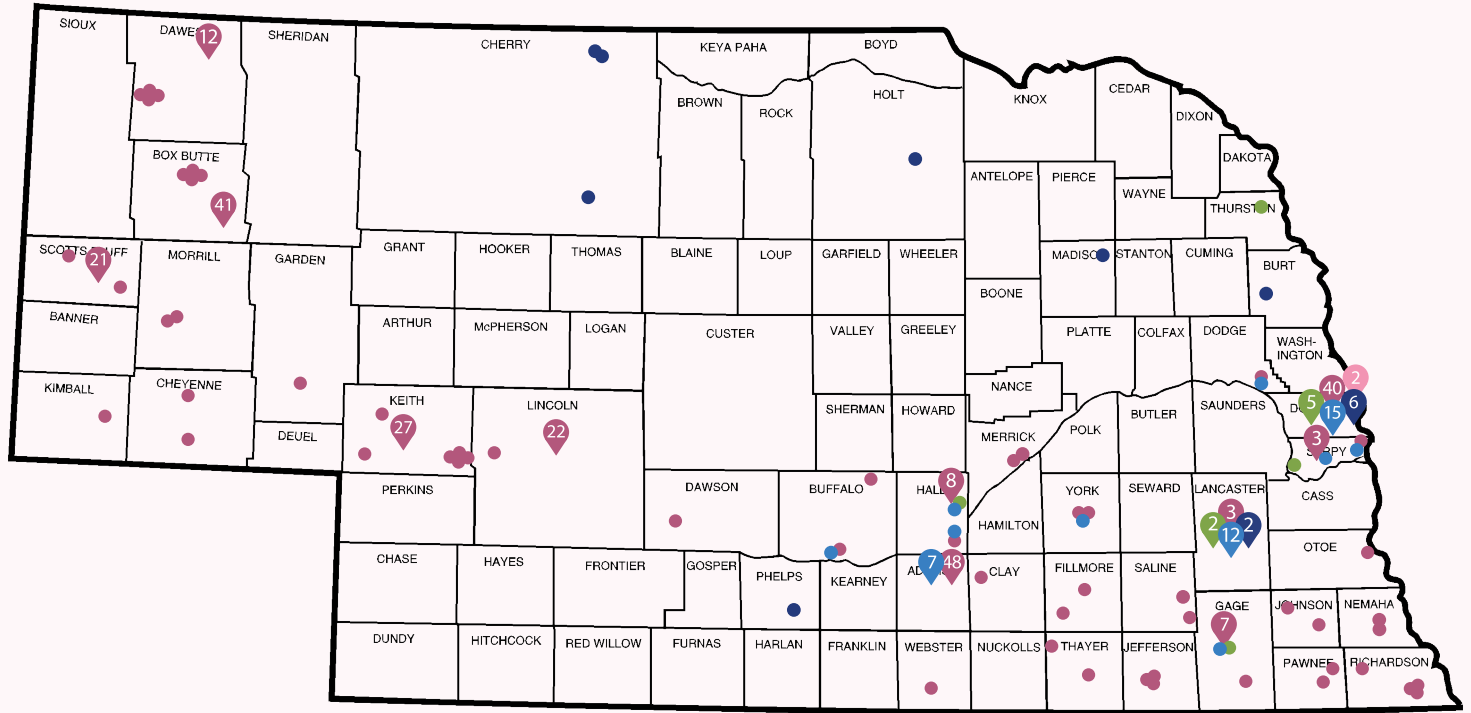 SIOUX
DAWES
12
SHERIDAN
CHERRY
KEYA PAHA
BOYD
BROWN
ROCK
HOLT
KNOX
CEDAR
DIXON
DAKOTA
BOX BUTTE
41
ANTELOPE
PIERCE
WAYNE
THURSTON
SCOTTS BLUFF
21
MORRILL
GARDEN
GRANT
HOOKER
THOMAS
BLAINE
LOUP
GARFIELD
WHEELER
MADISON
STANTON
CUMING
BURT
BOONE
BANNER
ARTHUR
McPHERSON
LOGAN
CUSTER
VALLEY
GREELEY
PLATTE
COLFAX
DODGE
WASH-
INGTON
KIMBALL
CHEYENNE
NANCE
40
2
5
15
6
KEITH
27
LINCOLN
22
SHERMAN
HOWARD
BUTLER
SAUNDERS
DEUEL
MERRICK
POLK
3
SARPY
PERKINS
DAWSON
BUFFALO
HALL
8
YORK
SEWARD
LANCASTER
CASS
3
2
12
2
HAMILTON
OTOE
CHASE
HAYES
FRONTIER
GOSPER
PHELPS
KEARNEY
ADAMS
7
48
CLAY
FILLMORE
SALINE
GAGE
7
JOHNSON
NEMAHA
DUNDY
HITCHCOCK
RED WILLOW
FURNAS
HARLAN
FRANKLIN
WEBSTER
NUCKOLLS
THAYER
JEFFERSON
PAWNEE
RICHARDSON